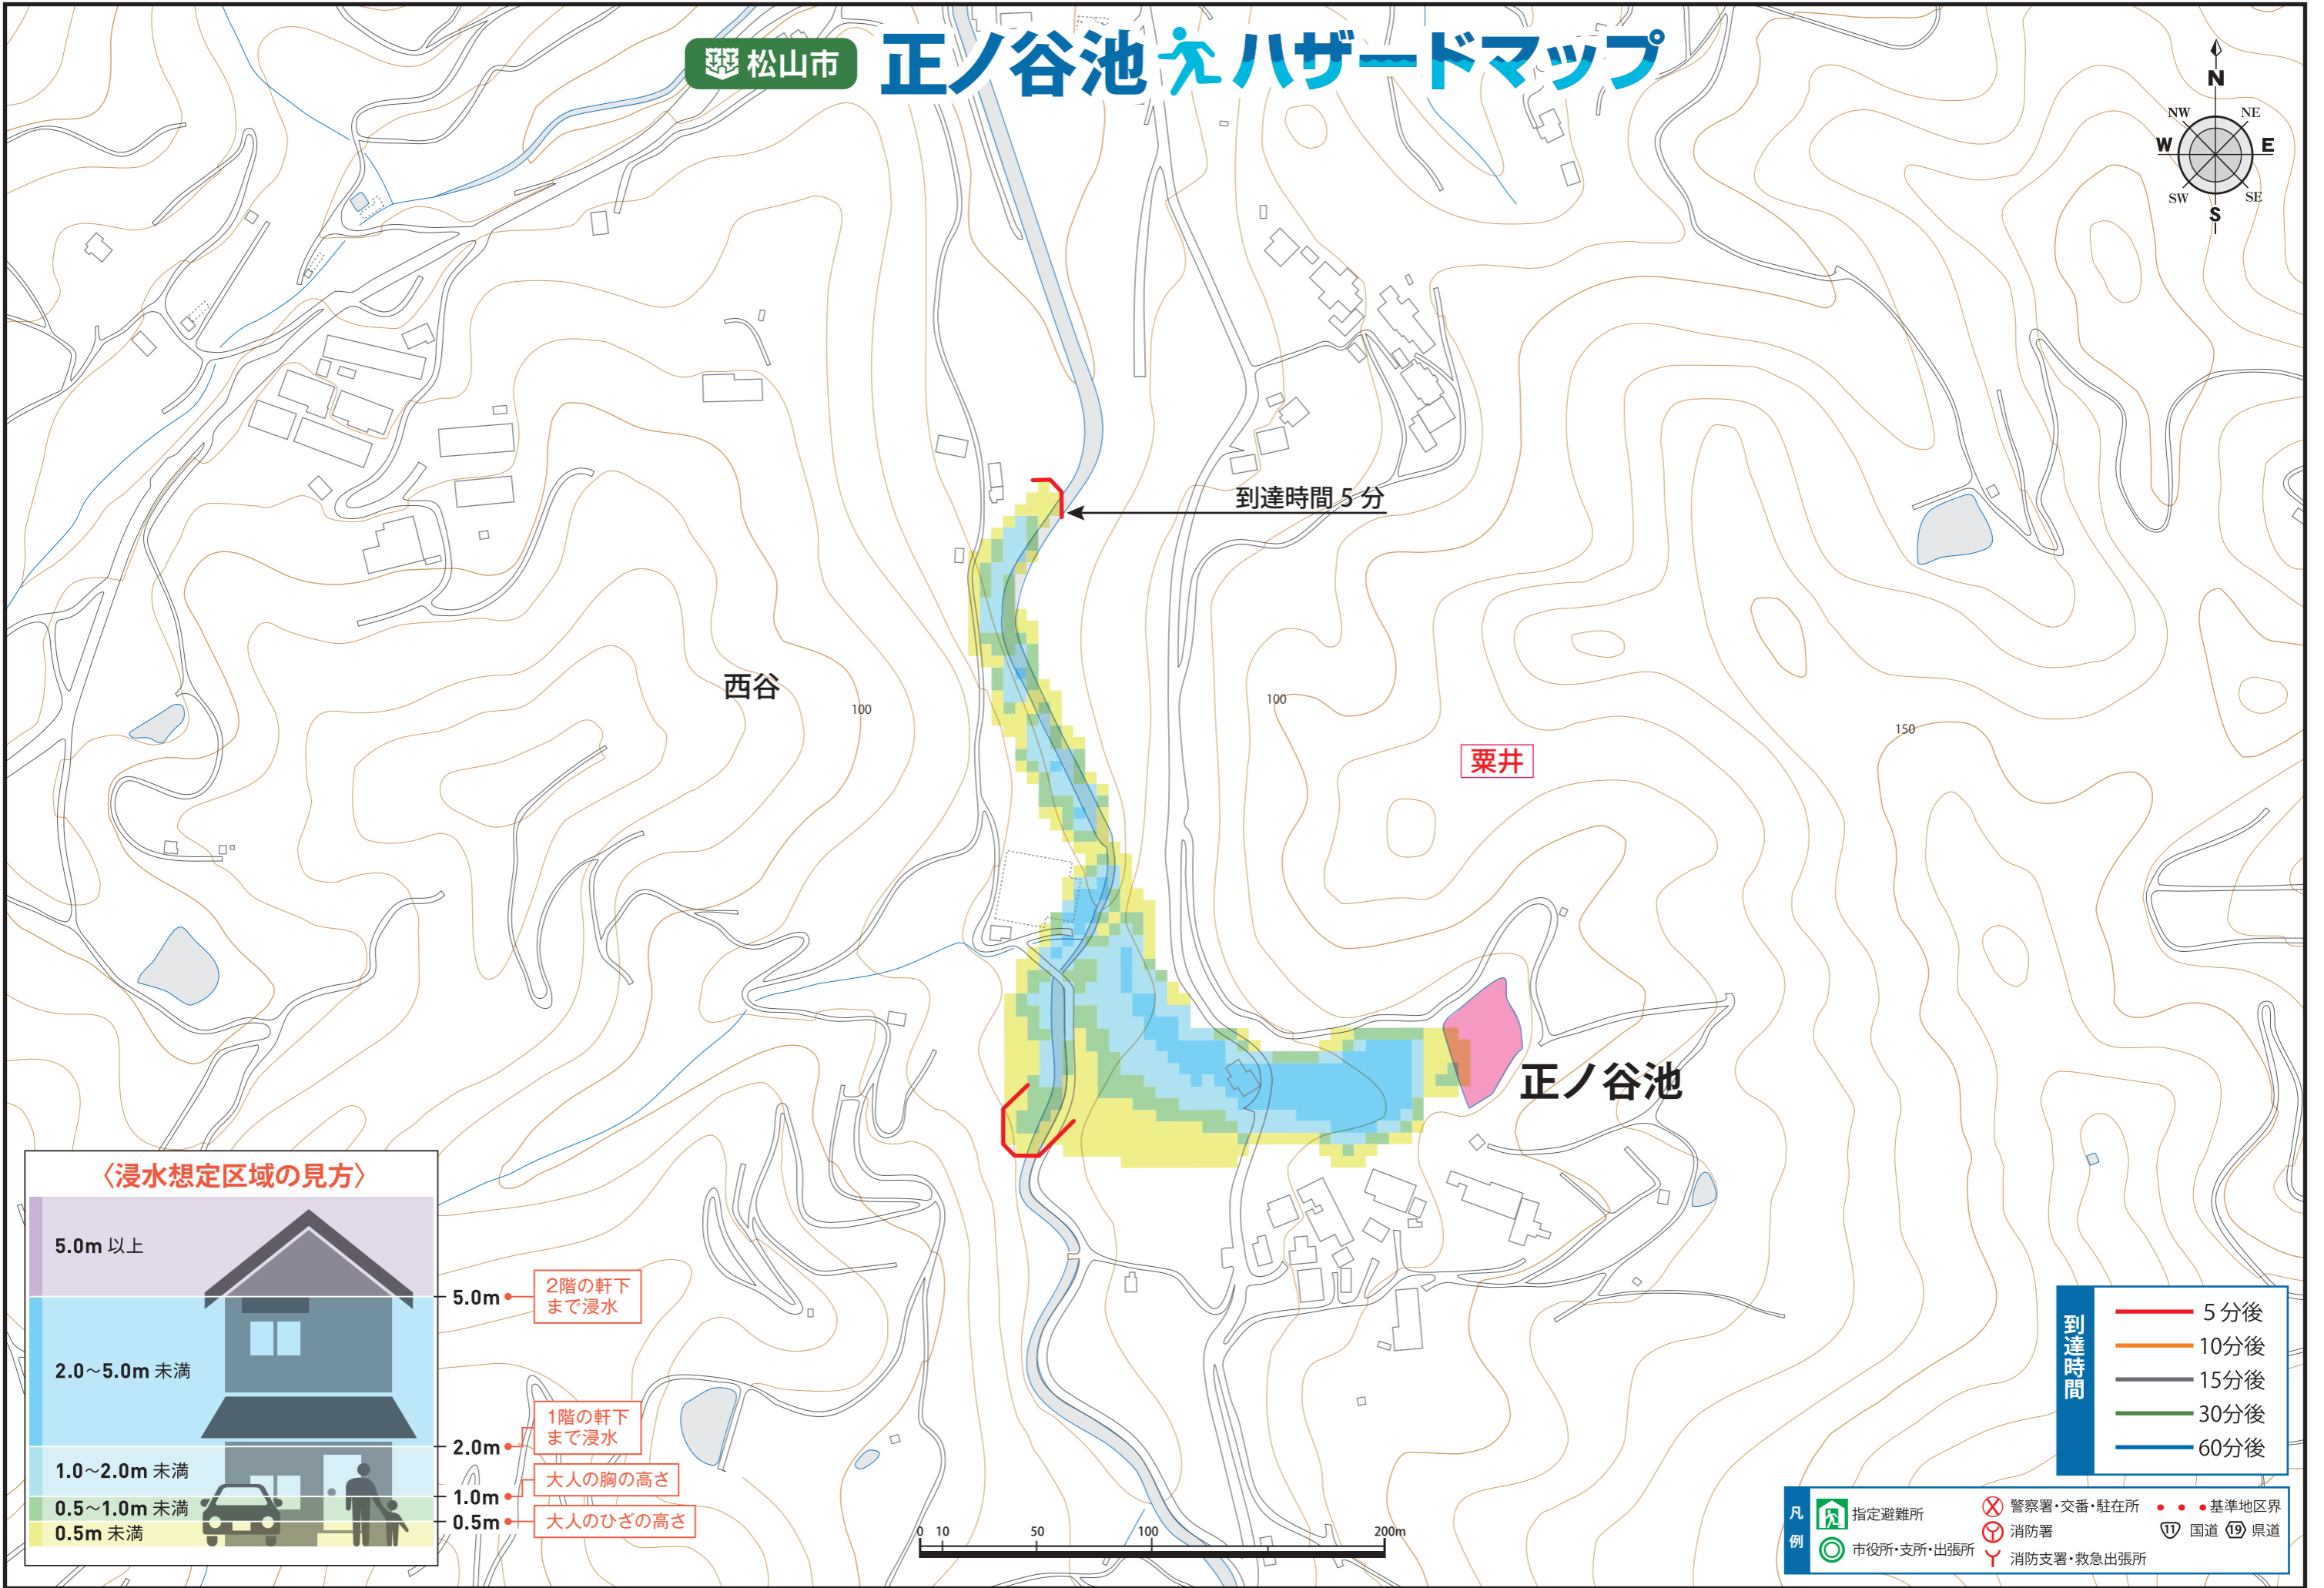 松山市 正ノ谷池 ハザードマップ
N
NW NE
W E
SW SE
S
到達時間 5 分
西谷
100
100
150
粟井
正ノ谷池
〈浸水想定区域の見方〉
5.0m 以上
5.0m
2階の軒下
まで浸水
2.0〜5.0m 未満
2.0m
1階の軒下
まで浸水
1.0〜2.0m 未満
1.0m
大人の胸の高さ
0.5〜1.0m 未満
0.5m
大人のひざの高さ
0.5m 未満
0 10 50 100 200m
到達時間
5分後
10分後
15分後
30分後
60分後
凡例
指定避難所
市役所・支所・出張所
警察署・交番・駐在所
消防署
消防支署・救急出張所
基準地区界
11 国道 19 県道